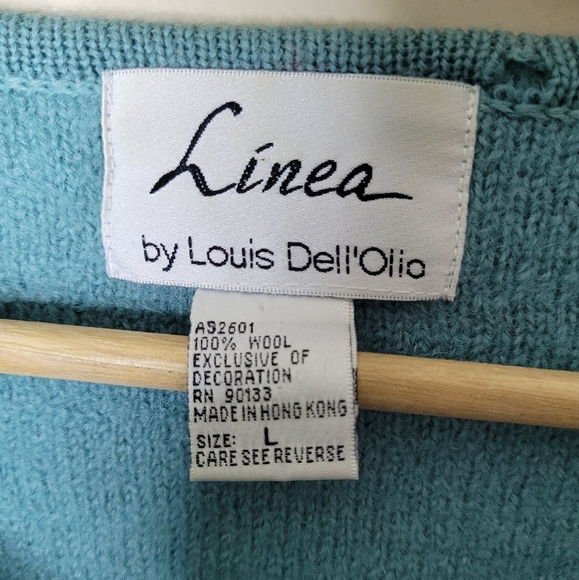 Linea
by Louis Dell'Olio
AS2601
100% WOOL
EXCLUSIVE OF
DECORATION
RN 90133
MADE IN HONG KONG
SIZE: L
CARE SEE REVERSE